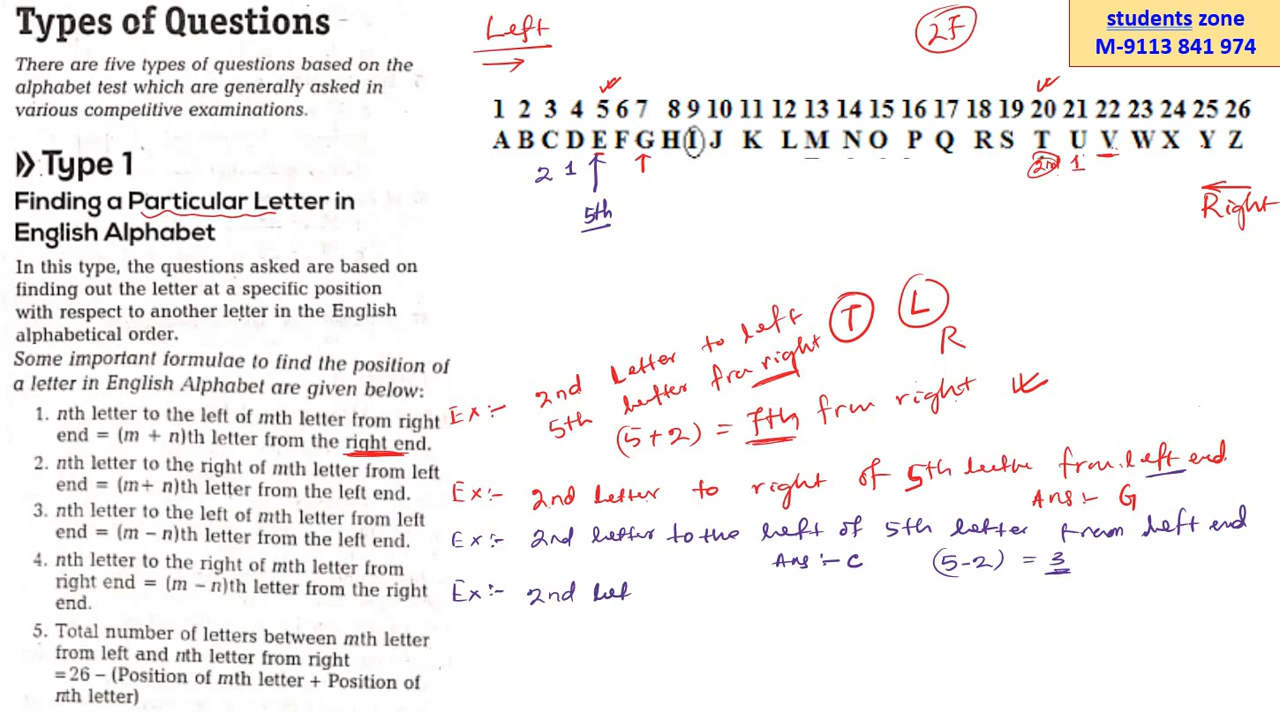 Types of Questions
There are five types of questions based on the
alphabet test which are generally asked in
various competitive examinations.
Type 1
Finding a Particular Letter in
English Alphabet
In this type, the questions asked are based on
finding out the letter at a specific position
with respect to another letter in the English
alphabetical order.
Some important formulae to find the position of
a letter in English Alphabet are given below:
1. nth letter to the left of mth letter from right
end = (m + n)th letter from the right end.
2. nth letter to the right of mth letter from left
end = (m+ n)th letter from the left end.
3. nth letter to the left of mth letter from left
end = (m − n)th letter from the left end.
4. nth letter to the right of mth letter from
right end = (m − n)th letter from the right
end.
5. Total number of letters between mth letter
from left and nth letter from right
=26 − (Position of mth letter + Position of
nth letter)
Left
2F
students zone
M-9113 841 974
1 2 3 4 5 6 7 8 9 10 11 12 13 14 15 16 17 18 19 20 21 22 23 24 25 26
A B C D E F G H I J K L M N O P Q R S T U V W X Y Z
2 1
5th
2nd 1
Right
Ex:- 2nd Letter to left
5th letter from right
T
L
R
(5+2) = 7th from right
Ex:- 2nd letter to right of 5th letter from left end
Ans:- G
Ex:- 2nd letter to the left of 5th letter from left end
Ans:- C (5-2) = 3
Ex:- 2nd let